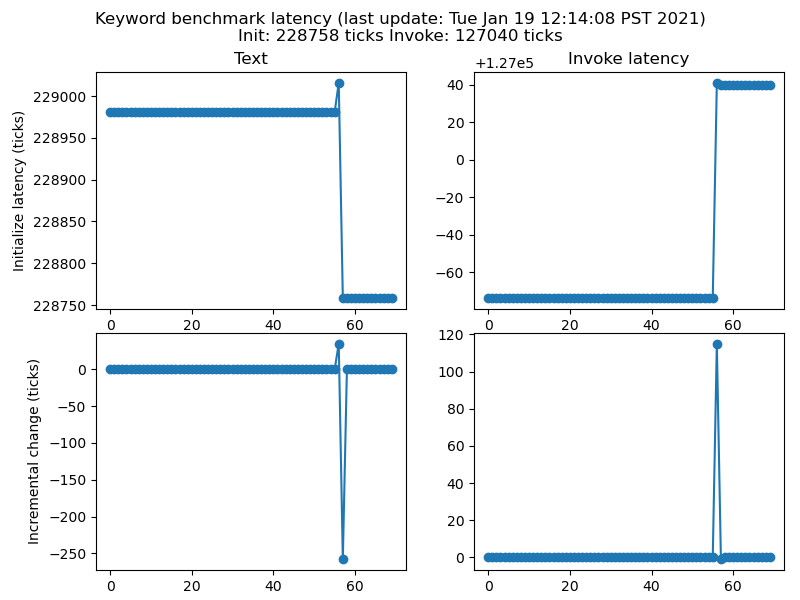 Keyword benchmark latency (last update: Tue Jan 19 12:14:08 PST 2021)
Init: 228758 ticks Invoke: 127040 ticks
Text
Initialize latency (ticks)
229000
228950
228900
228850
228800
228750
0 20 40 60
Invoke latency
+1.27e5
40
20
0
−20
−40
−60
0 20 40 60
Incremental change (ticks)
0
−50
−100
−150
−200
−250
0 20 40 60
120
100
80
60
40
20
0
0 20 40 60